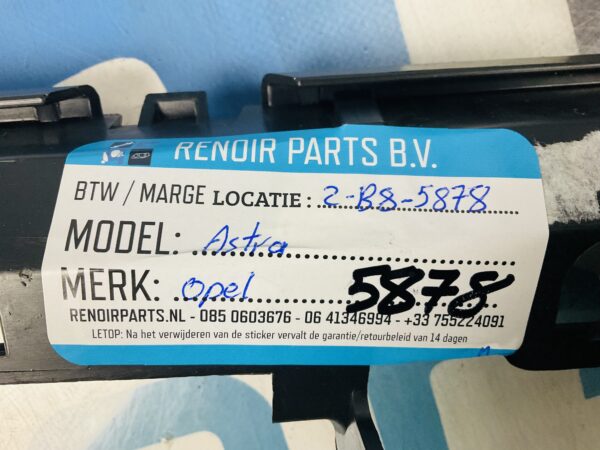 RENOIR PARTS B.V.
BTW / MARGE LOCATIE : 2-B8-5878
MODEL: Astra
MERK: Opel 5878
RENOIRPARTS.NL - 085 0603676 - 06 41346994 - +33 755224091
LETOP: Na het verwijderen van de sticker vervalt de garantie/retourbeleid van 14 dagen